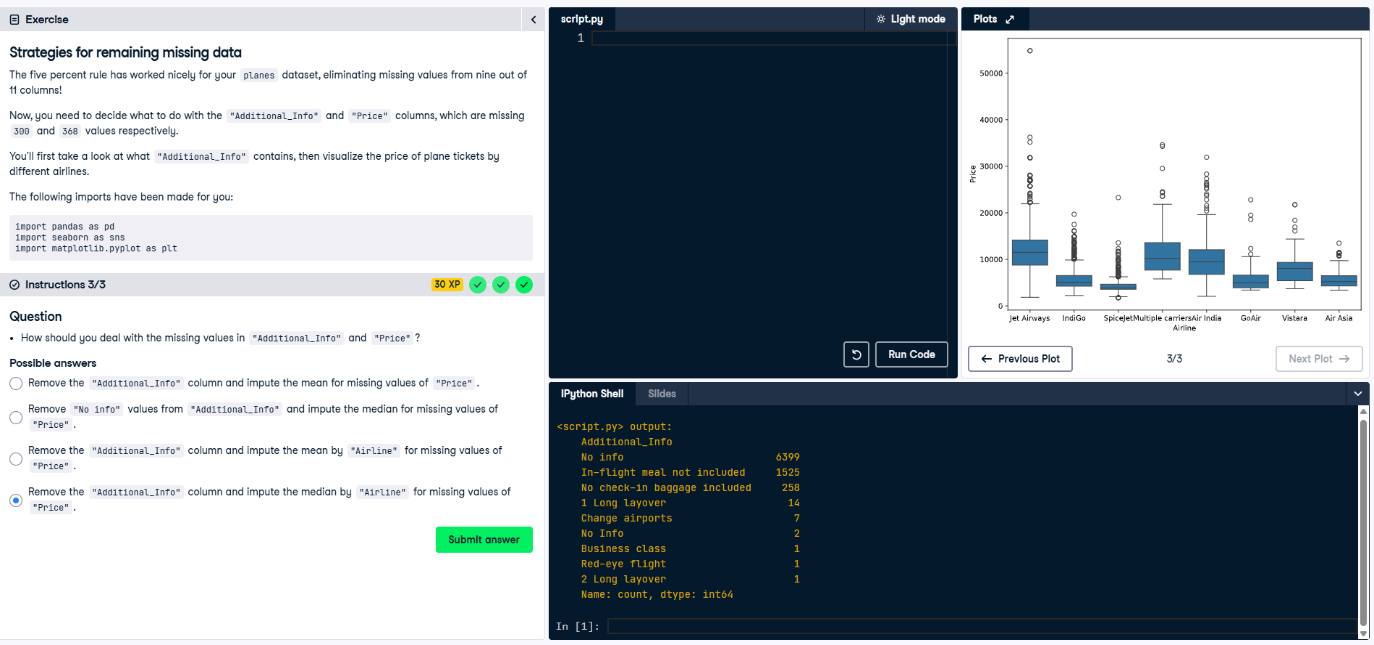 Exercise
Strategies for remaining missing data
The five percent rule has worked nicely for your planes dataset, eliminating missing values from nine out of
11 columns!
Now, you need to decide what to do with the "Additional_Info" and "Price" columns, which are missing
300 and 368 values respectively.
You'll first take a look at what "Additional_Info" contains, then visualize the price of plane tickets by
different airlines.
The following imports have been made for you:
import pandas as pd
import seaborn as sns
import matplotlib.pyplot as plt
Instructions 3/3
30 XP
Question
• How should you deal with the missing values in "Additional_Info" and "Price" ?
Possible answers
Remove the "Additional_Info" column and impute the mean for missing values of "Price" .
Remove "No info" values from "Additional_Info" and impute the median for missing values of
"Price" .
Remove the "Additional_Info" column and impute the mean by "Airline" for missing values of
"Price" .
Remove the "Additional_Info" column and impute the median by "Airline" for missing values of
"Price" .
Submit answer
script.py
Light mode
1
Run Code
Plots
50000
40000
30000
20000
10000
0
Price
Jet Airways IndiGo SpiceJet Multiple carriers Air India GoAir Vistara Air Asia
Airline
← Previous Plot
3/3
Next Plot →
IPython Shell
Slides
<script.py> output:
Additional_Info
No info 6399
In-flight meal not included 1525
No check-in baggage included 258
1 Long layover 14
Change airports 7
No Info 2
Business class 1
Red-eye flight 1
2 Long layover 1
Name: count, dtype: int64
In [1]: